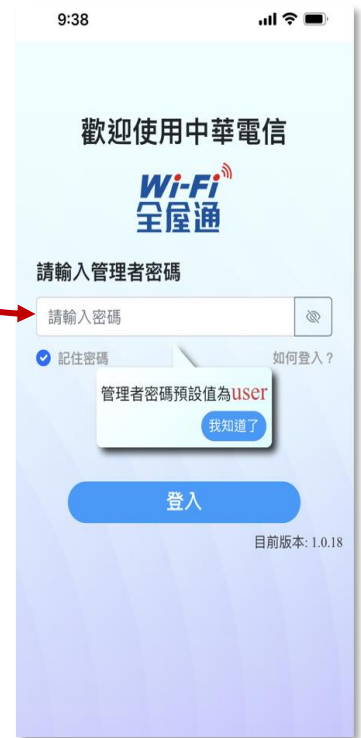 9:38
歡迎使用中華電信
Wi-Fi
全屋通
請輸入管理者密碼
請輸入密碼
記住密碼
如何登入?
管理者密碼預設值為user
我知道了
登入
目前版本: 1.0.18